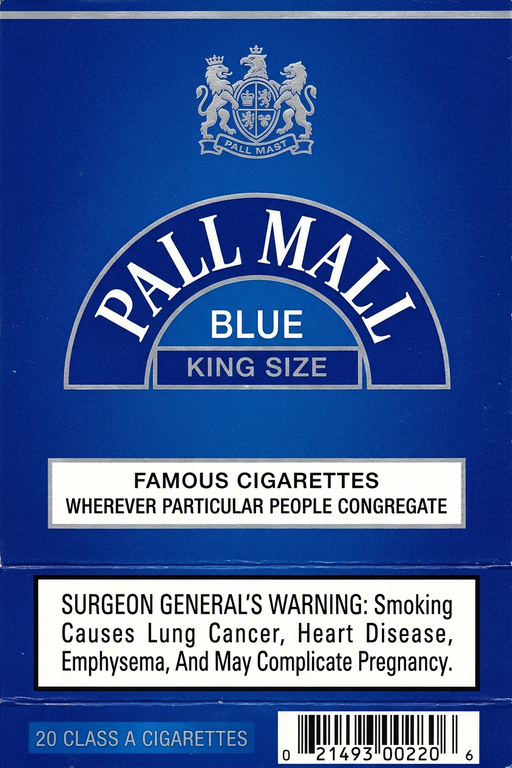 PALL MAST
PALL MALL
BLUE
KING SIZE
FAMOUS CIGARETTES
WHEREVER PARTICULAR PEOPLE CONGREGATE
SURGEON GENERAL'S WARNING: Smoking
Causes Lung Cancer, Heart Disease,
Emphysema, And May Complicate Pregnancy.
20 CLASS A CIGARETTES
0 21493 00220 6